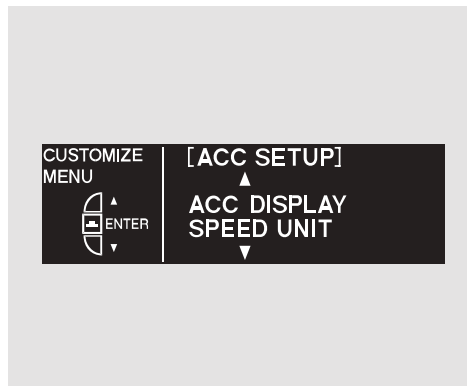 CUSTOMIZE
MENU
ENTER
[ACC SETUP]
ACC DISPLAY
SPEED UNIT